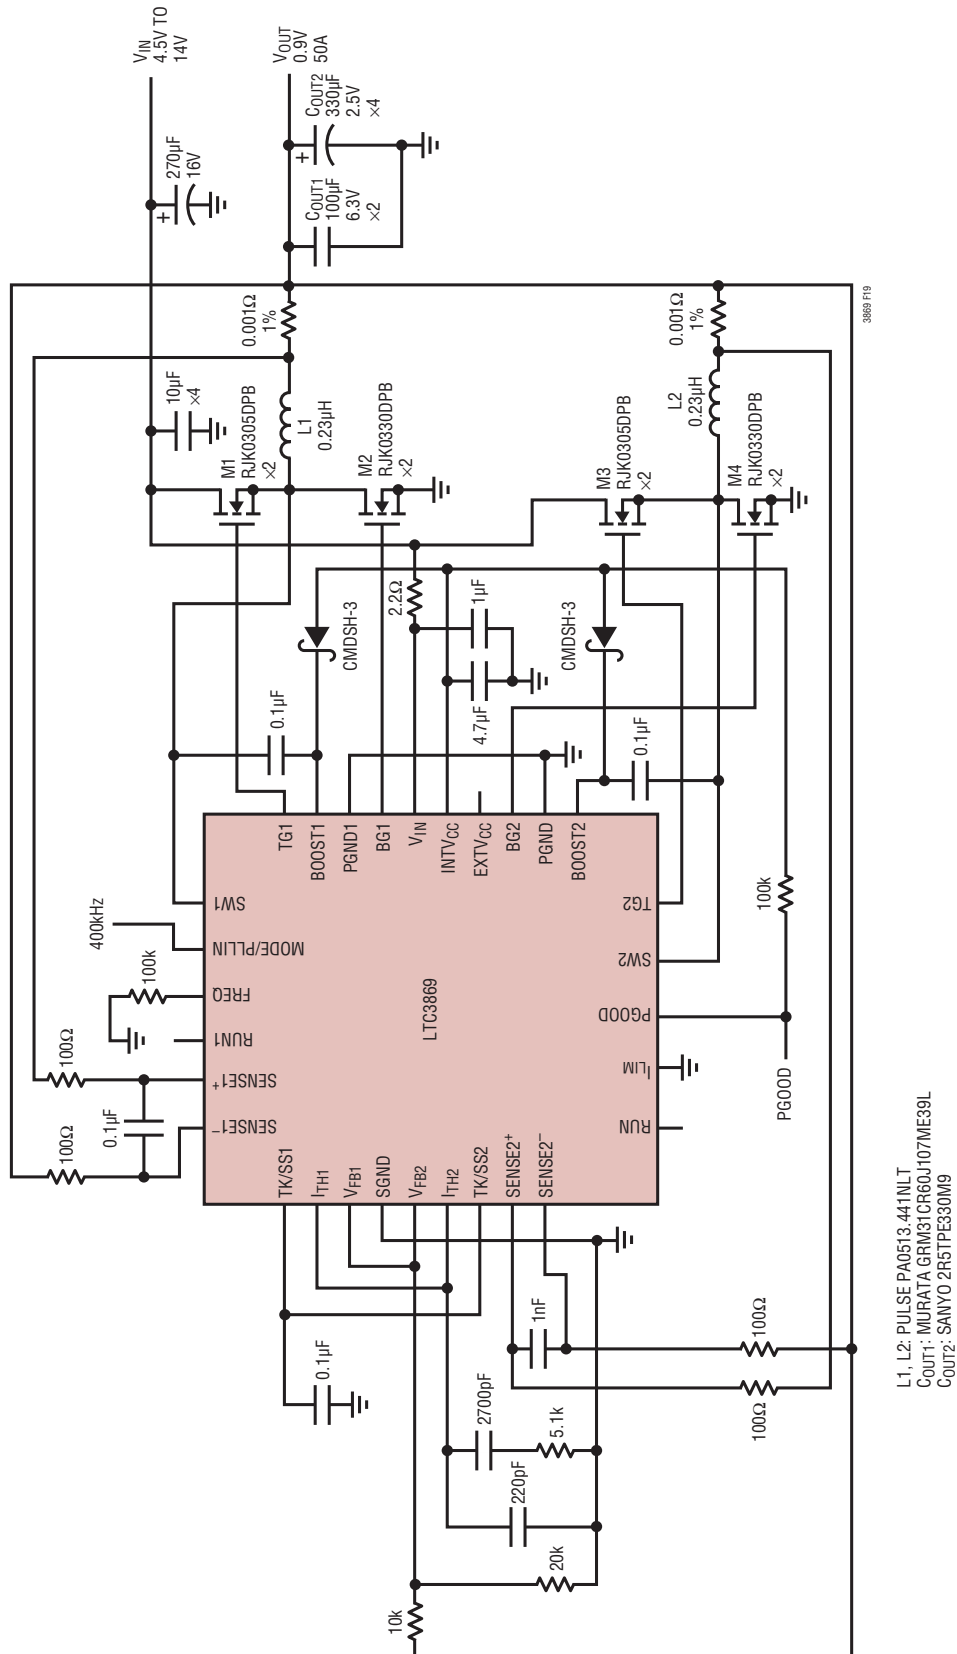 VIN
4.5V TO
14V
VOUT
0.9V
50A
270µF
16V
+
COUT2
330µF
2.5V
×4
+
COUT1
100µF
6.3V
×2
0.001Ω
1%
0.001Ω
1%
3869 F19
10µF
×4
M1
RJK0305DPB
×2
L1
0.23µH
M2
RJK0330DPB
×2
M3
RJK0305DPB
×2
L2
0.23µH
M4
RJK0330DPB
×2
2.2Ω
1µF
CMDSH-3
CMDSH-3
4.7µF
0.1µF
0.1µF
400kHz
100k
100Ω
100Ω
0.1µF
TG1
BOOST1
PGND1
BG1
VIN
INTVCC
EXTVCC
BG2
PGND
BOOST2
SW1
MODE/PLLIN
FREQ
RUN1
SENSE1+
SENSE1–
LTC3869
TG2
SW2
PGOOD
ILIM
RUN
TK/SS1
ITH1
VFB1
SGND
VFB2
ITH2
TK/SS2
SENSE2+
SENSE2–
100k
PGOOD
0.1µF
1nF
2700pF
5.1k
220pF
20k
10k
100Ω
100Ω
L1, L2: PULSE PA0513.441NLT
COUT1: MURATA GRM31CR60J107ME39L
COUT2: SANYO 2R5TPE330M9